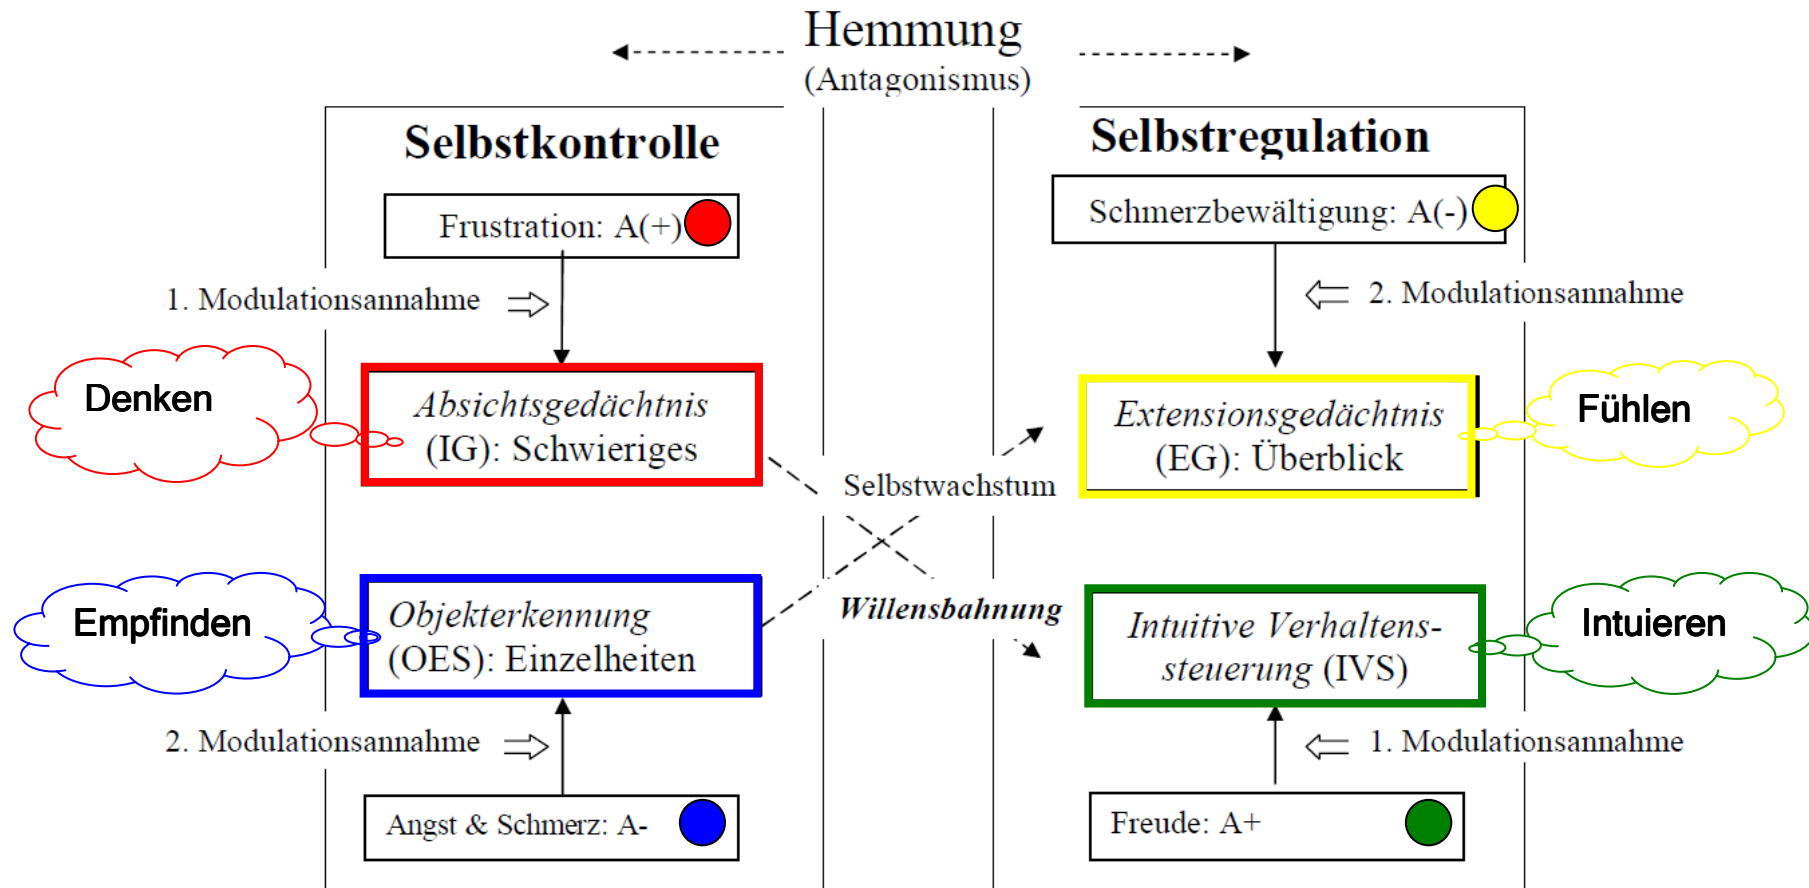 Hemmung
(Antagonismus)
Selbstkontrolle
Selbstregulation
Frustration: A(+)
Schmerzbewältigung: A(-)
1. Modulationsannahme
2. Modulationsannahme
Denken
Absichtsgedächtnis
(IG): Schwieriges
Extensionsgedächtnis
(EG): Überblick
Fühlen
Selbstwachstum
Empfinden
Objekterkennung
(OES): Einzelheiten
Willensbahnung
Intuitive Verhaltens-
steuerung (IVS)
Intuieren
2. Modulationsannahme
1. Modulationsannahme
Angst & Schmerz: A-
Freude: A+